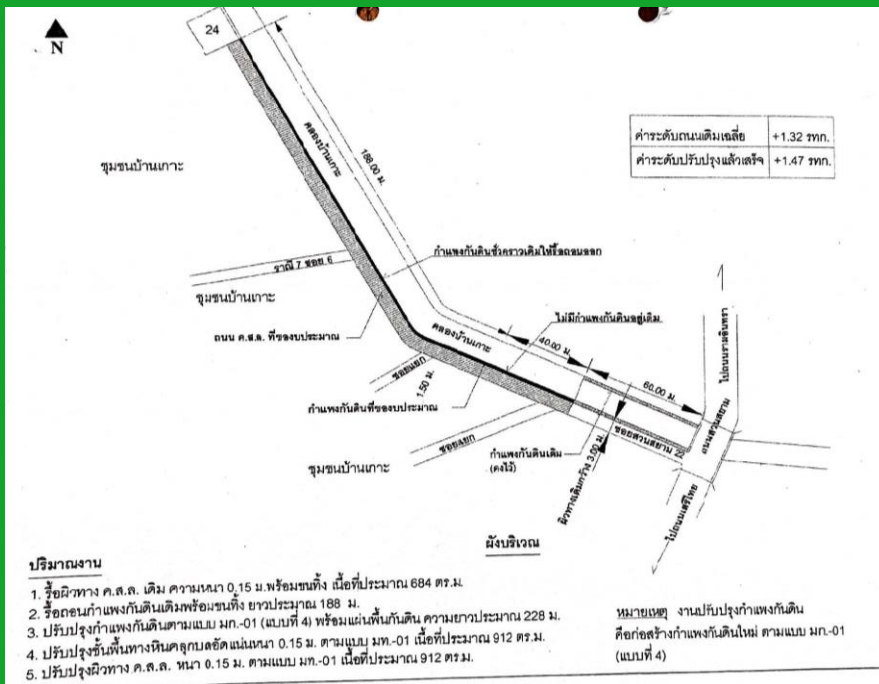 24
N
คลองบ้านเกาะ
188.00 ม.
ค่าระดับถนนเดิมเฉลี่ย +1.32 รทก.
ค่าระดับปรับปรุงแล้วเสร็จ +1.47 รทก.
ชุมชนบ้านเกาะ
กำแพงกันดินชั่วคราวเดิมให้รื้อถอนออก
ราณี 7 ซอย 6
ชุมชนบ้านเกาะ
ไม่มีกำแพงกันดินอยู่เดิม
คลองบ้านเกาะ
ถนน ค.ส.ล. ที่ของบประมาณ
40.00 ม.
60.00 ม.
ไปถนนรามอินทรา
ซอยแยก
1.50 ม.
กำแพงกันดินที่ของบประมาณ
ถนนสวนสยาม
ซอยสวนสยาม
ซอยแยก
กำแพงกันดินเดิม
(คงไว้)
ผิวทางเดิมกว้าง 3.00 ม.
ชุมชนบ้านเกาะ
ไปถนนเสรีไทย
ผังบริเวณ
ปริมาณงาน
1. รื้อผิวทาง ค.ส.ล. เดิม ความหนา 0.15 ม.พร้อมขนทิ้ง เนื้อที่ประมาณ 684 ตร.ม.
2. รื้อถอนกำแพงกันดินเดิมพร้อมขนทิ้ง ยาวประมาณ 188 ม.
3. ปรับปรุงกำแพงกันดินตามแบบ มก.-01 (แบบที่ 4) พร้อมแผ่นพื้นกันดิน ความยาวประมาณ 228 ม.
4. ปรับปรุงชั้นพื้นทางหินคลุกบดอัดแน่นหนา 0.15 ม. ตามแบบ มท.-01 เนื้อที่ประมาณ 912 ตร.ม.
5. ปรับปรุงผิวทาง ค.ส.ล. หนา 0.15 ม. ตามแบบ มท.-01 เนื้อที่ประมาณ 912 ตร.ม.
หมายเหตุ งานปรับปรุงกำแพงกันดิน
คือก่อสร้างกำแพงกันดินใหม่ ตามแบบ มก.-01
(แบบที่ 4)